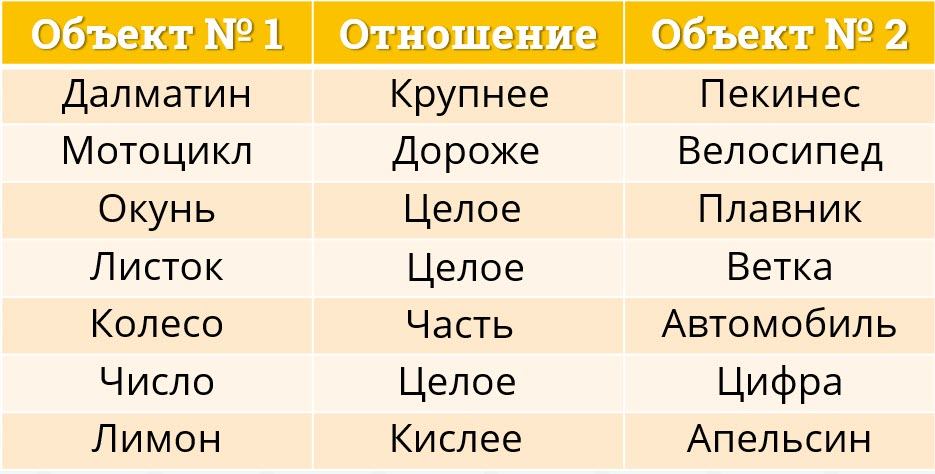 Объект № 1 Отношение Объект № 2
Далматин Крупнее Пекинес
Мотоцикл Дороже Велосипед
Окунь Целое Плавник
Листок Целое Ветка
Колесо Часть Автомобиль
Число Целое Цифра
Лимон Кислее Апельсин